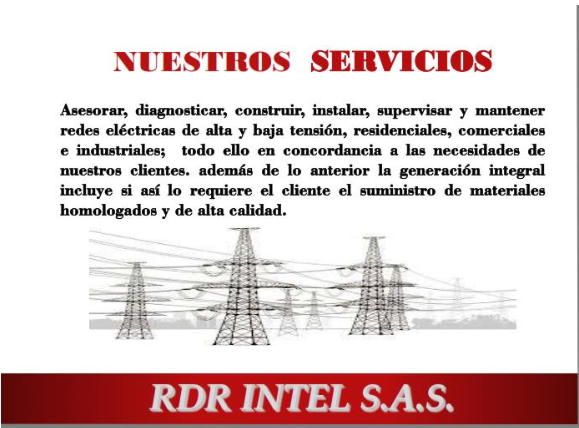 NUESTROS SERVICIOS
Asesorar, diagnosticar, construir, instalar, supervisar y mantener
redes eléctricas de alta y baja tensión, residenciales, comerciales
e industriales; todo ello en concordancia a las necesidades de
nuestros clientes. además de lo anterior la generación integral
incluye si así lo requiere el cliente el suministro de materiales
homologados y de alta calidad.
RDR INTEL S.A.S.